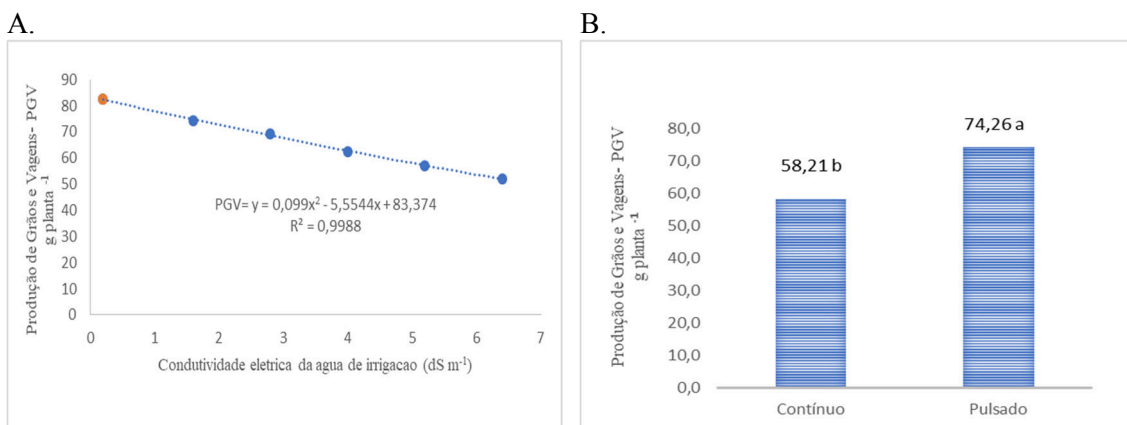 A.
Produção de Grãos e Vagens- PGV
g planta -1
90
80
70
60
50
40
30
20
10
0
PGV= y = 0,099x² - 5,5544x + 83,374
R² = 0,9988
0 1 2 3 4 5 6 7
Condutividade eletrica da agua de irrigacao (dS m⁻¹)
B.
Produção de Grãos e Vagens- PGV
g planta -1
80,0
70,0
60,0
50,0
40,0
30,0
20,0
10,0
0,0
58,21 b
74,26 a
Contínuo Pulsado